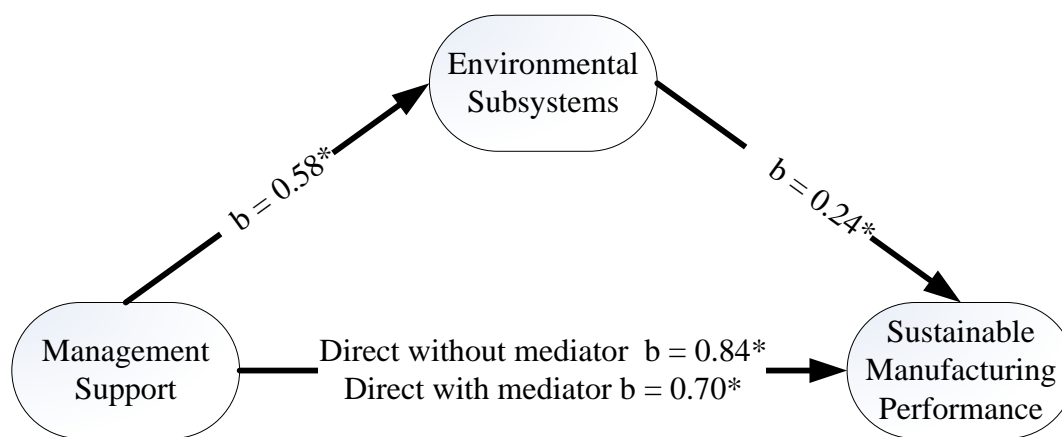 Environmental
Subsystems
b = 0.58*
b = 0.24*
Management
Support
Direct without mediator b = 0.84*
Direct with mediator b = 0.70*
Sustainable
Manufacturing
Performance